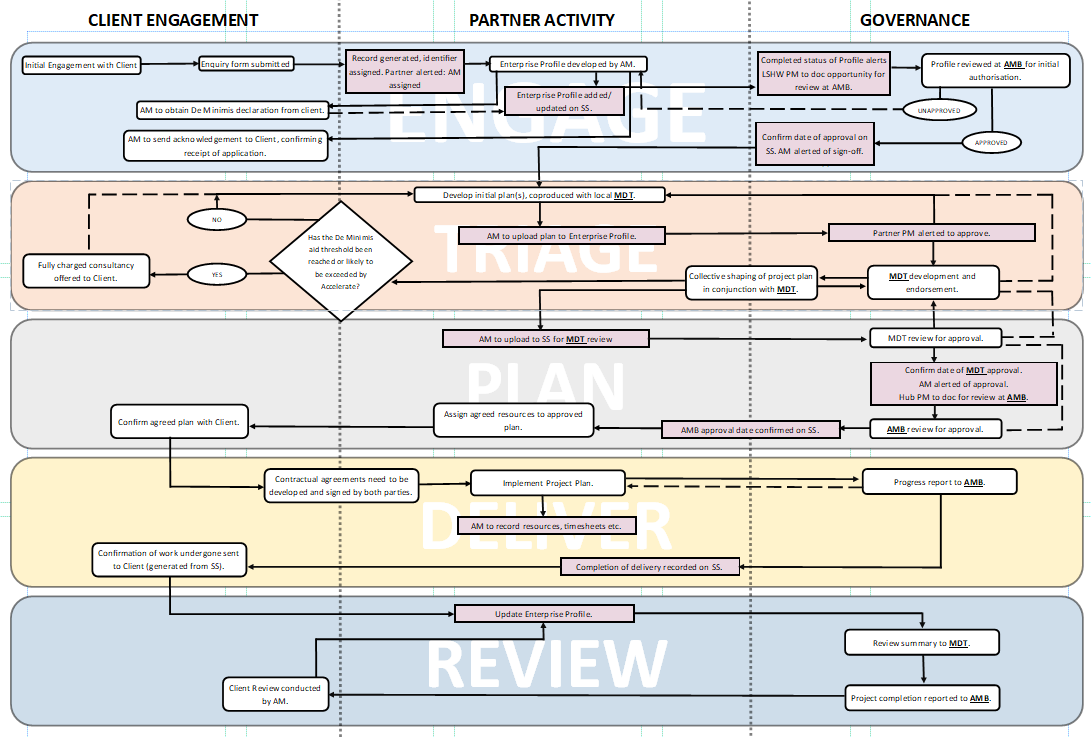 CLIENT ENGAGEMENT
PARTNER ACTIVITY
GOVERNANCE
ENGAGE
Initial Engagement with Client
Enquiry form submitted
Record generated, identifier
assigned. Partner alerted: AM
assigned
Enterprise Profile developed by AM.
Completed status of Profile alerts
LSHW PM to doc opportunity for
review at AMB.
Profile reviewed at AMB for initial
authorisation.
Enterprise Profile added/
updated on SS.
AM to obtain De Minimis declaration from client.
UNAPPROVED
AM to send acknowledgement to Client, confirming
receipt of application.
Confirm date of approval on
SS. AM alerted of sign-off.
APPROVED
TRIAGE
Develop initial plan(s), coproduced with local MDT.
NO
Has the De Minimis
aid threshold been
reached or likely to
be exceeded by
Accelerate?
AM to upload plan to Enterprise Profile.
Partner PM alerted to approve.
Fully charged consultancy
offered to Client.
YES
Collective shaping of project plan
in conjunction with MDT.
MDT development and
endorsement.
PLAN
AM to upload to SS for MDT review
MDT review for approval.
Confirm date of MDT approval.
AM alerted of approval.
Hub PM to doc for review at AMB.
Confirm agreed plan with Client.
Assign agreed resources to approved
plan.
AMB approval date confirmed on SS.
AMB review for approval.
DELIVER
Contractual agreements need to be
developed and signed by both parties.
Implement Project Plan.
Progress report to AMB.
AM to record resources, timesheets etc.
Confirmation of work undergone sent
to Client (generated from SS).
Completion of delivery recorded on SS.
REVIEW
Update Enterprise Profile.
Review summary to MDT.
Client Review conducted
by AM.
Project completion reported to AMB.